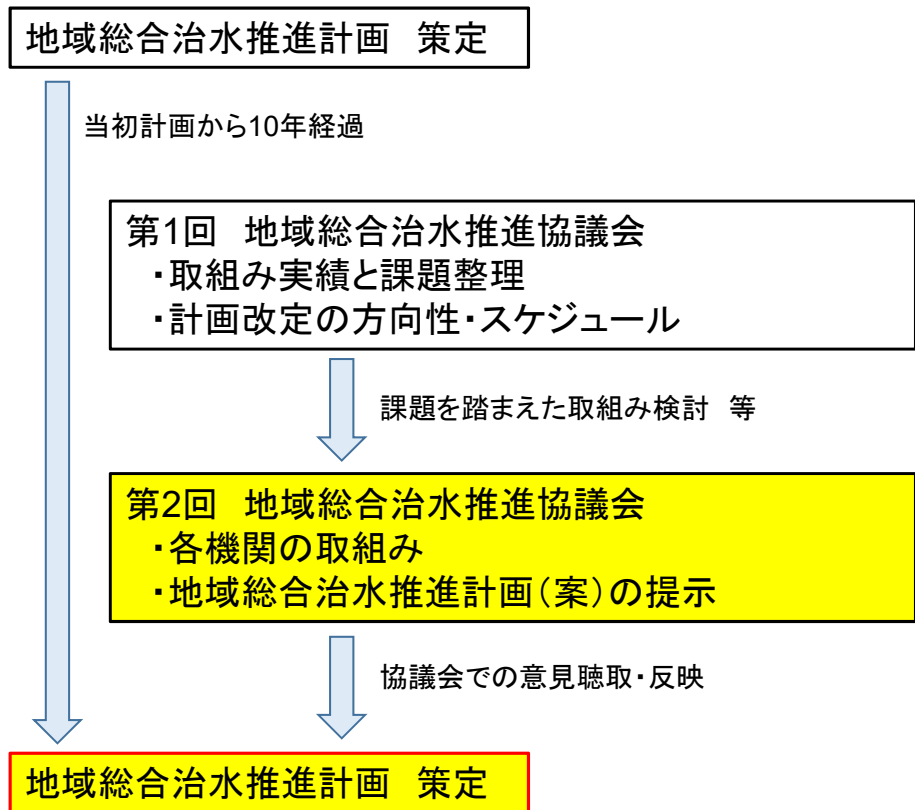 地域総合治水推進計画　策定
当初計画から10年経過
第1回　地域総合治水推進協議会
・取組み実績と課題整理
・計画改定の方向性・スケジュール
課題を踏まえた取組み検討　等
第2回　地域総合治水推進協議会
・各機関の取組み
・地域総合治水推進計画（案）の提示
協議会での意見聴取・反映
地域総合治水推進計画　策定